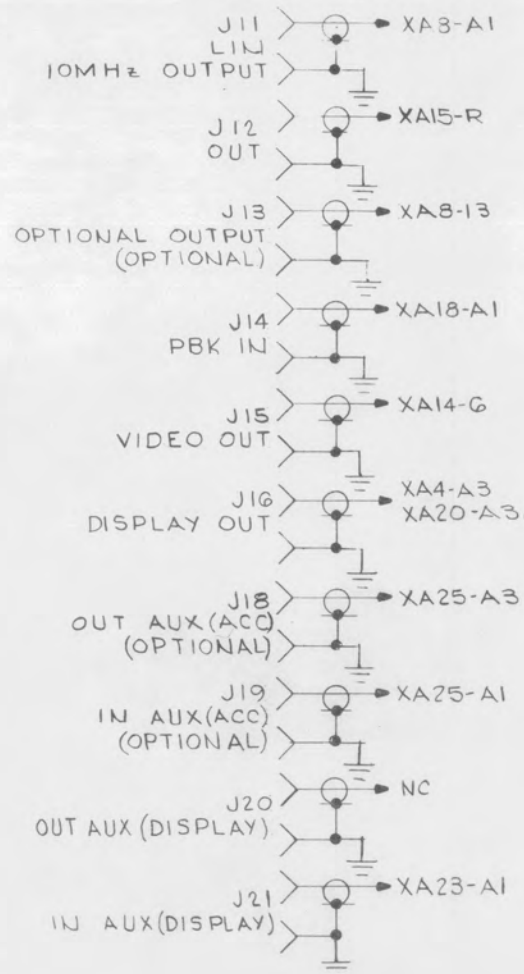 J11 XA8-A1
LIN
10MHz OUTPUT
J12 XA15-R
OUT
J13 XA8-13
OPTIONAL OUTPUT
(OPTIONAL)
J14 XA18-A1
PBK IN
J15 XA14-6
VIDEO OUT
J16 XA4-A3
XA20-A3
DISPLAY OUT
J18 XA25-A3
OUT AUX (ACC)
(OPTIONAL)
J19 XA25-A1
IN AUX (ACC)
(OPTIONAL)
J20 NC
OUT AUX (DISPLAY)
J21 XA23-A1
IN AUX (DISPLAY)